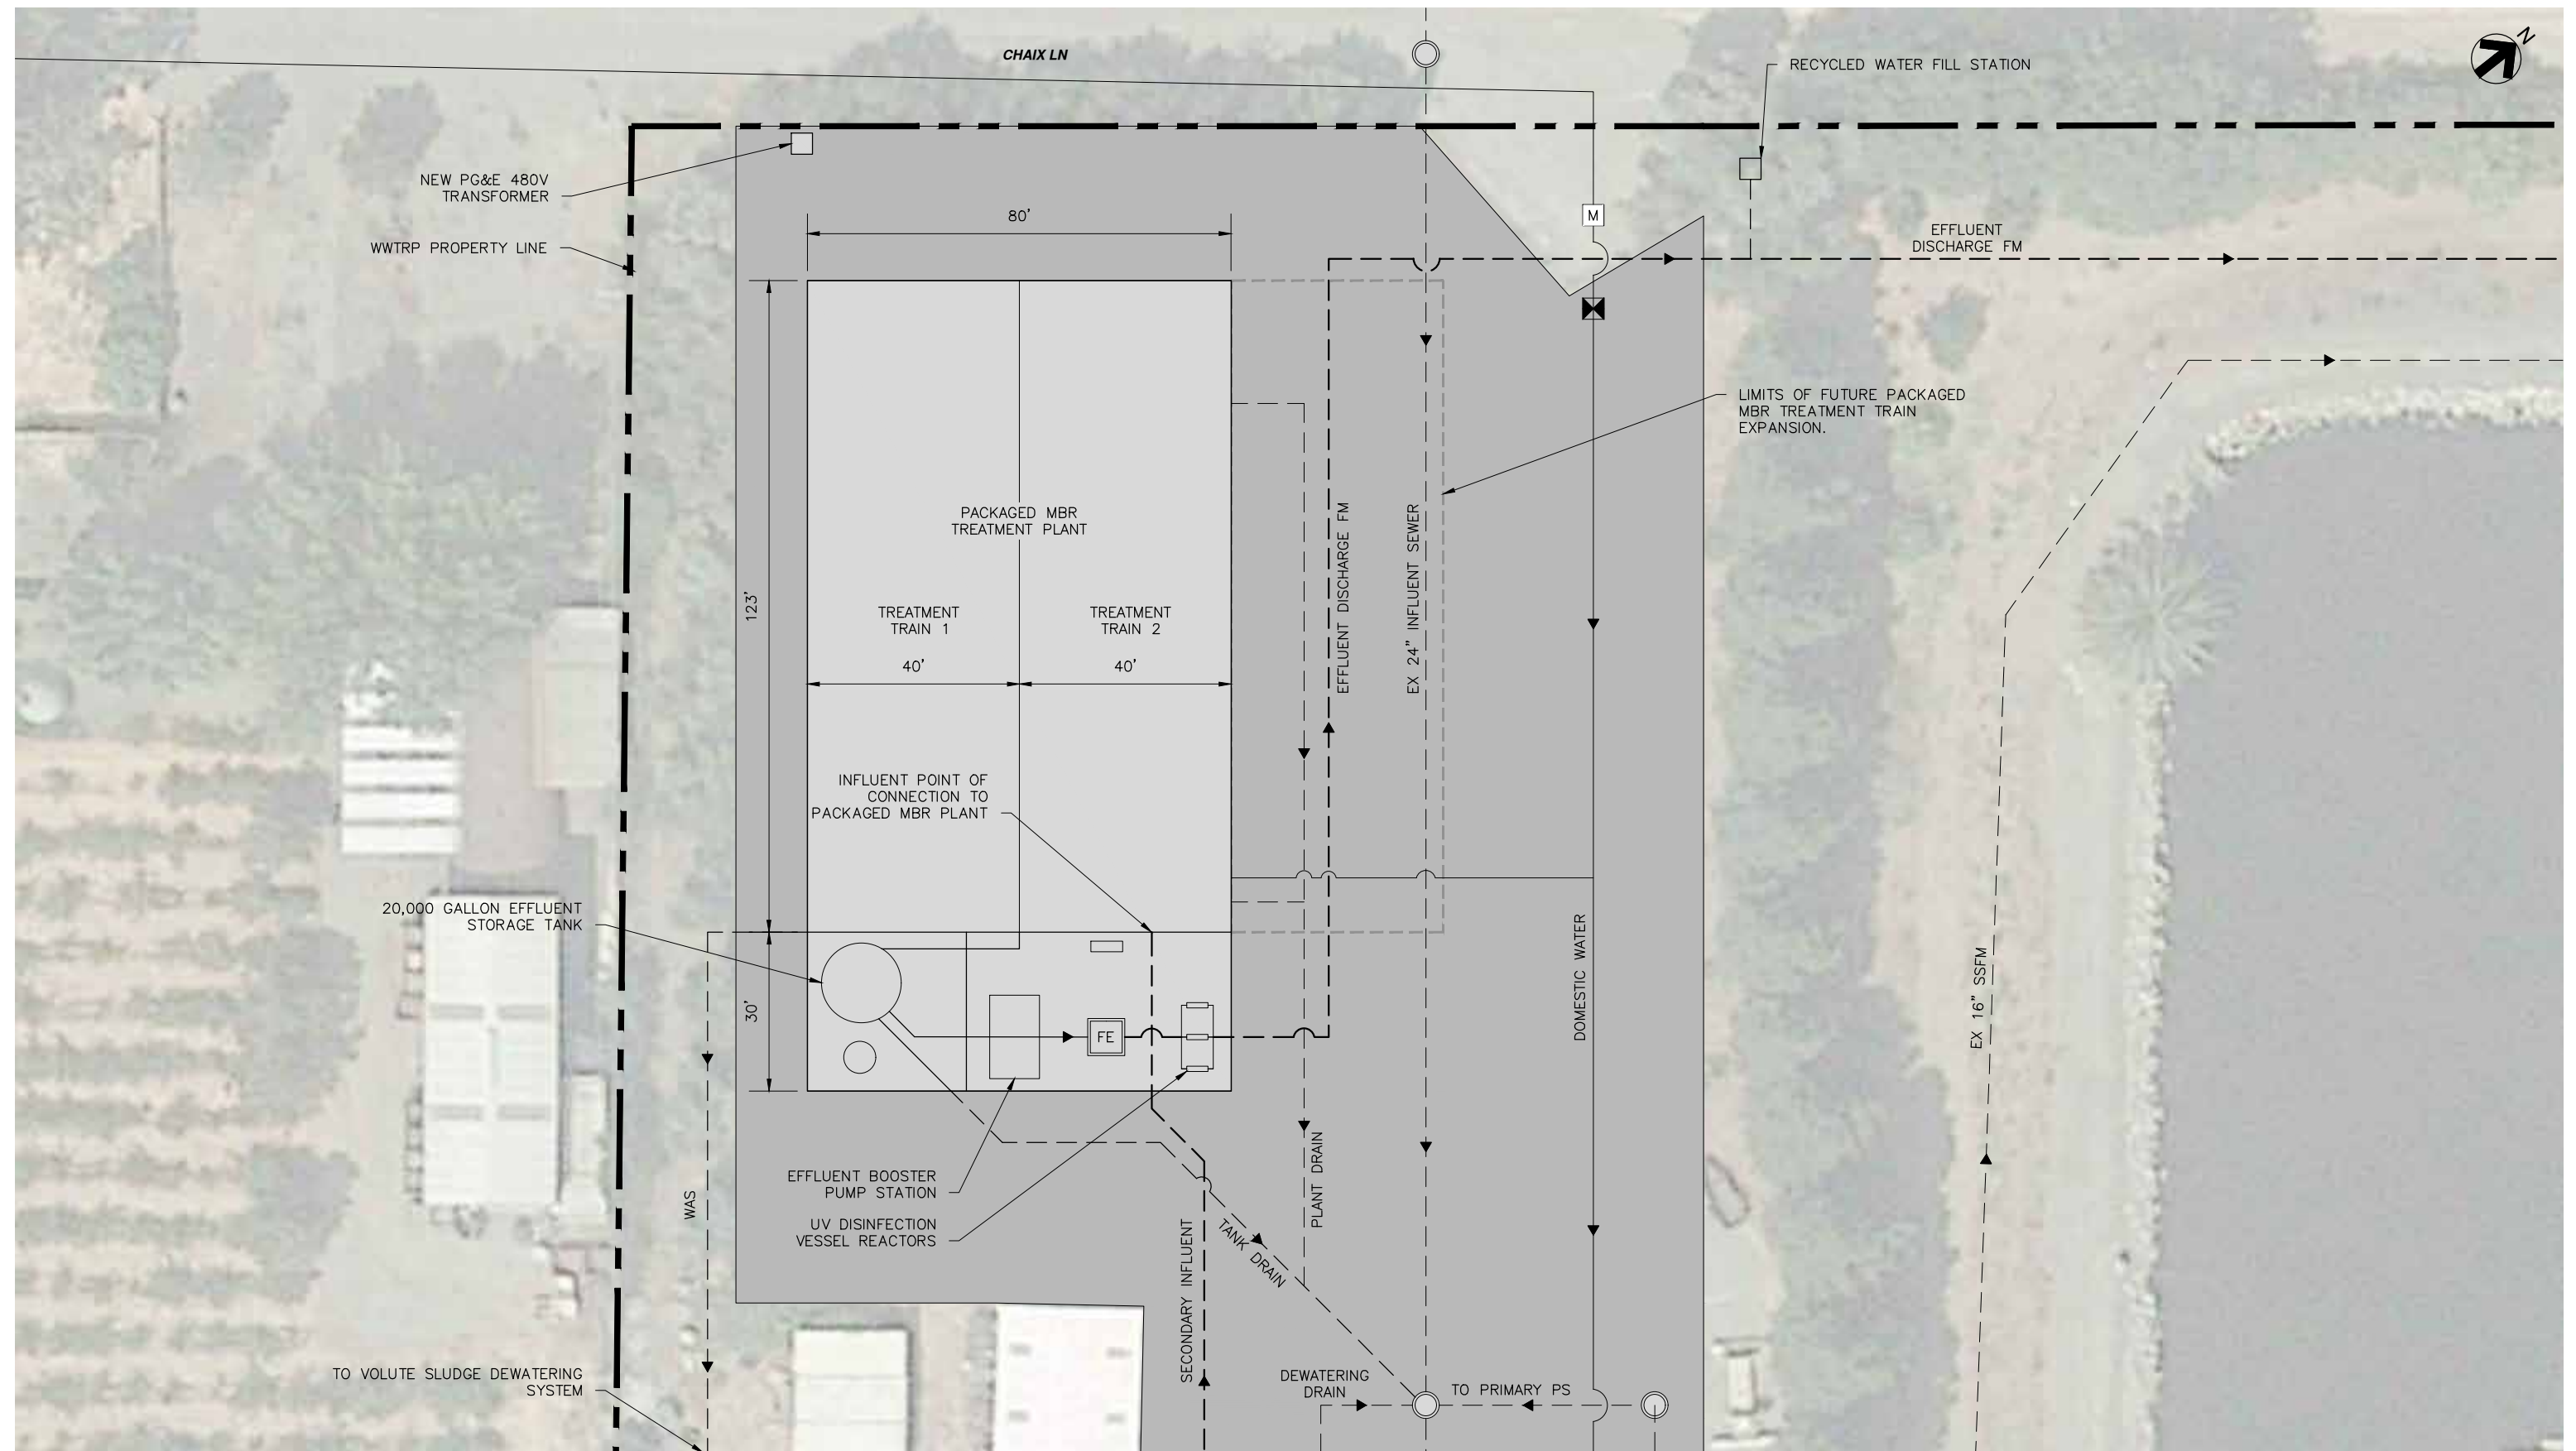 CHAIX LN
N
RECYCLED WATER FILL STATION
NEW PG&E 480V
TRANSFORMER
WWTRP PROPERTY LINE
80'
M
EFFLUENT
DISCHARGE FM
LIMITS OF FUTURE PACKAGED
MBR TREATMENT TRAIN
EXPANSION.
PACKAGED MBR
TREATMENT PLANT
123'
TREATMENT
TRAIN 1
TREATMENT
TRAIN 2
40'
40'
EFFLUENT DISCHARGE FM
EX 24" INFLUENT SEWER
INFLUENT POINT OF
CONNECTION TO
PACKAGED MBR PLANT
20,000 GALLON EFFLUENT
STORAGE TANK
30'
FE
DOMESTIC WATER
EX 16" SSFM
EFFLUENT BOOSTER
PUMP STATION
UV DISINFECTION
VESSEL REACTORS
WAS
PLANT DRAIN
TANK DRAIN
SECONDARY INFLUENT
TO VOLUTE SLUDGE DEWATERING
SYSTEM
DEWATERING
DRAIN
TO PRIMARY PS